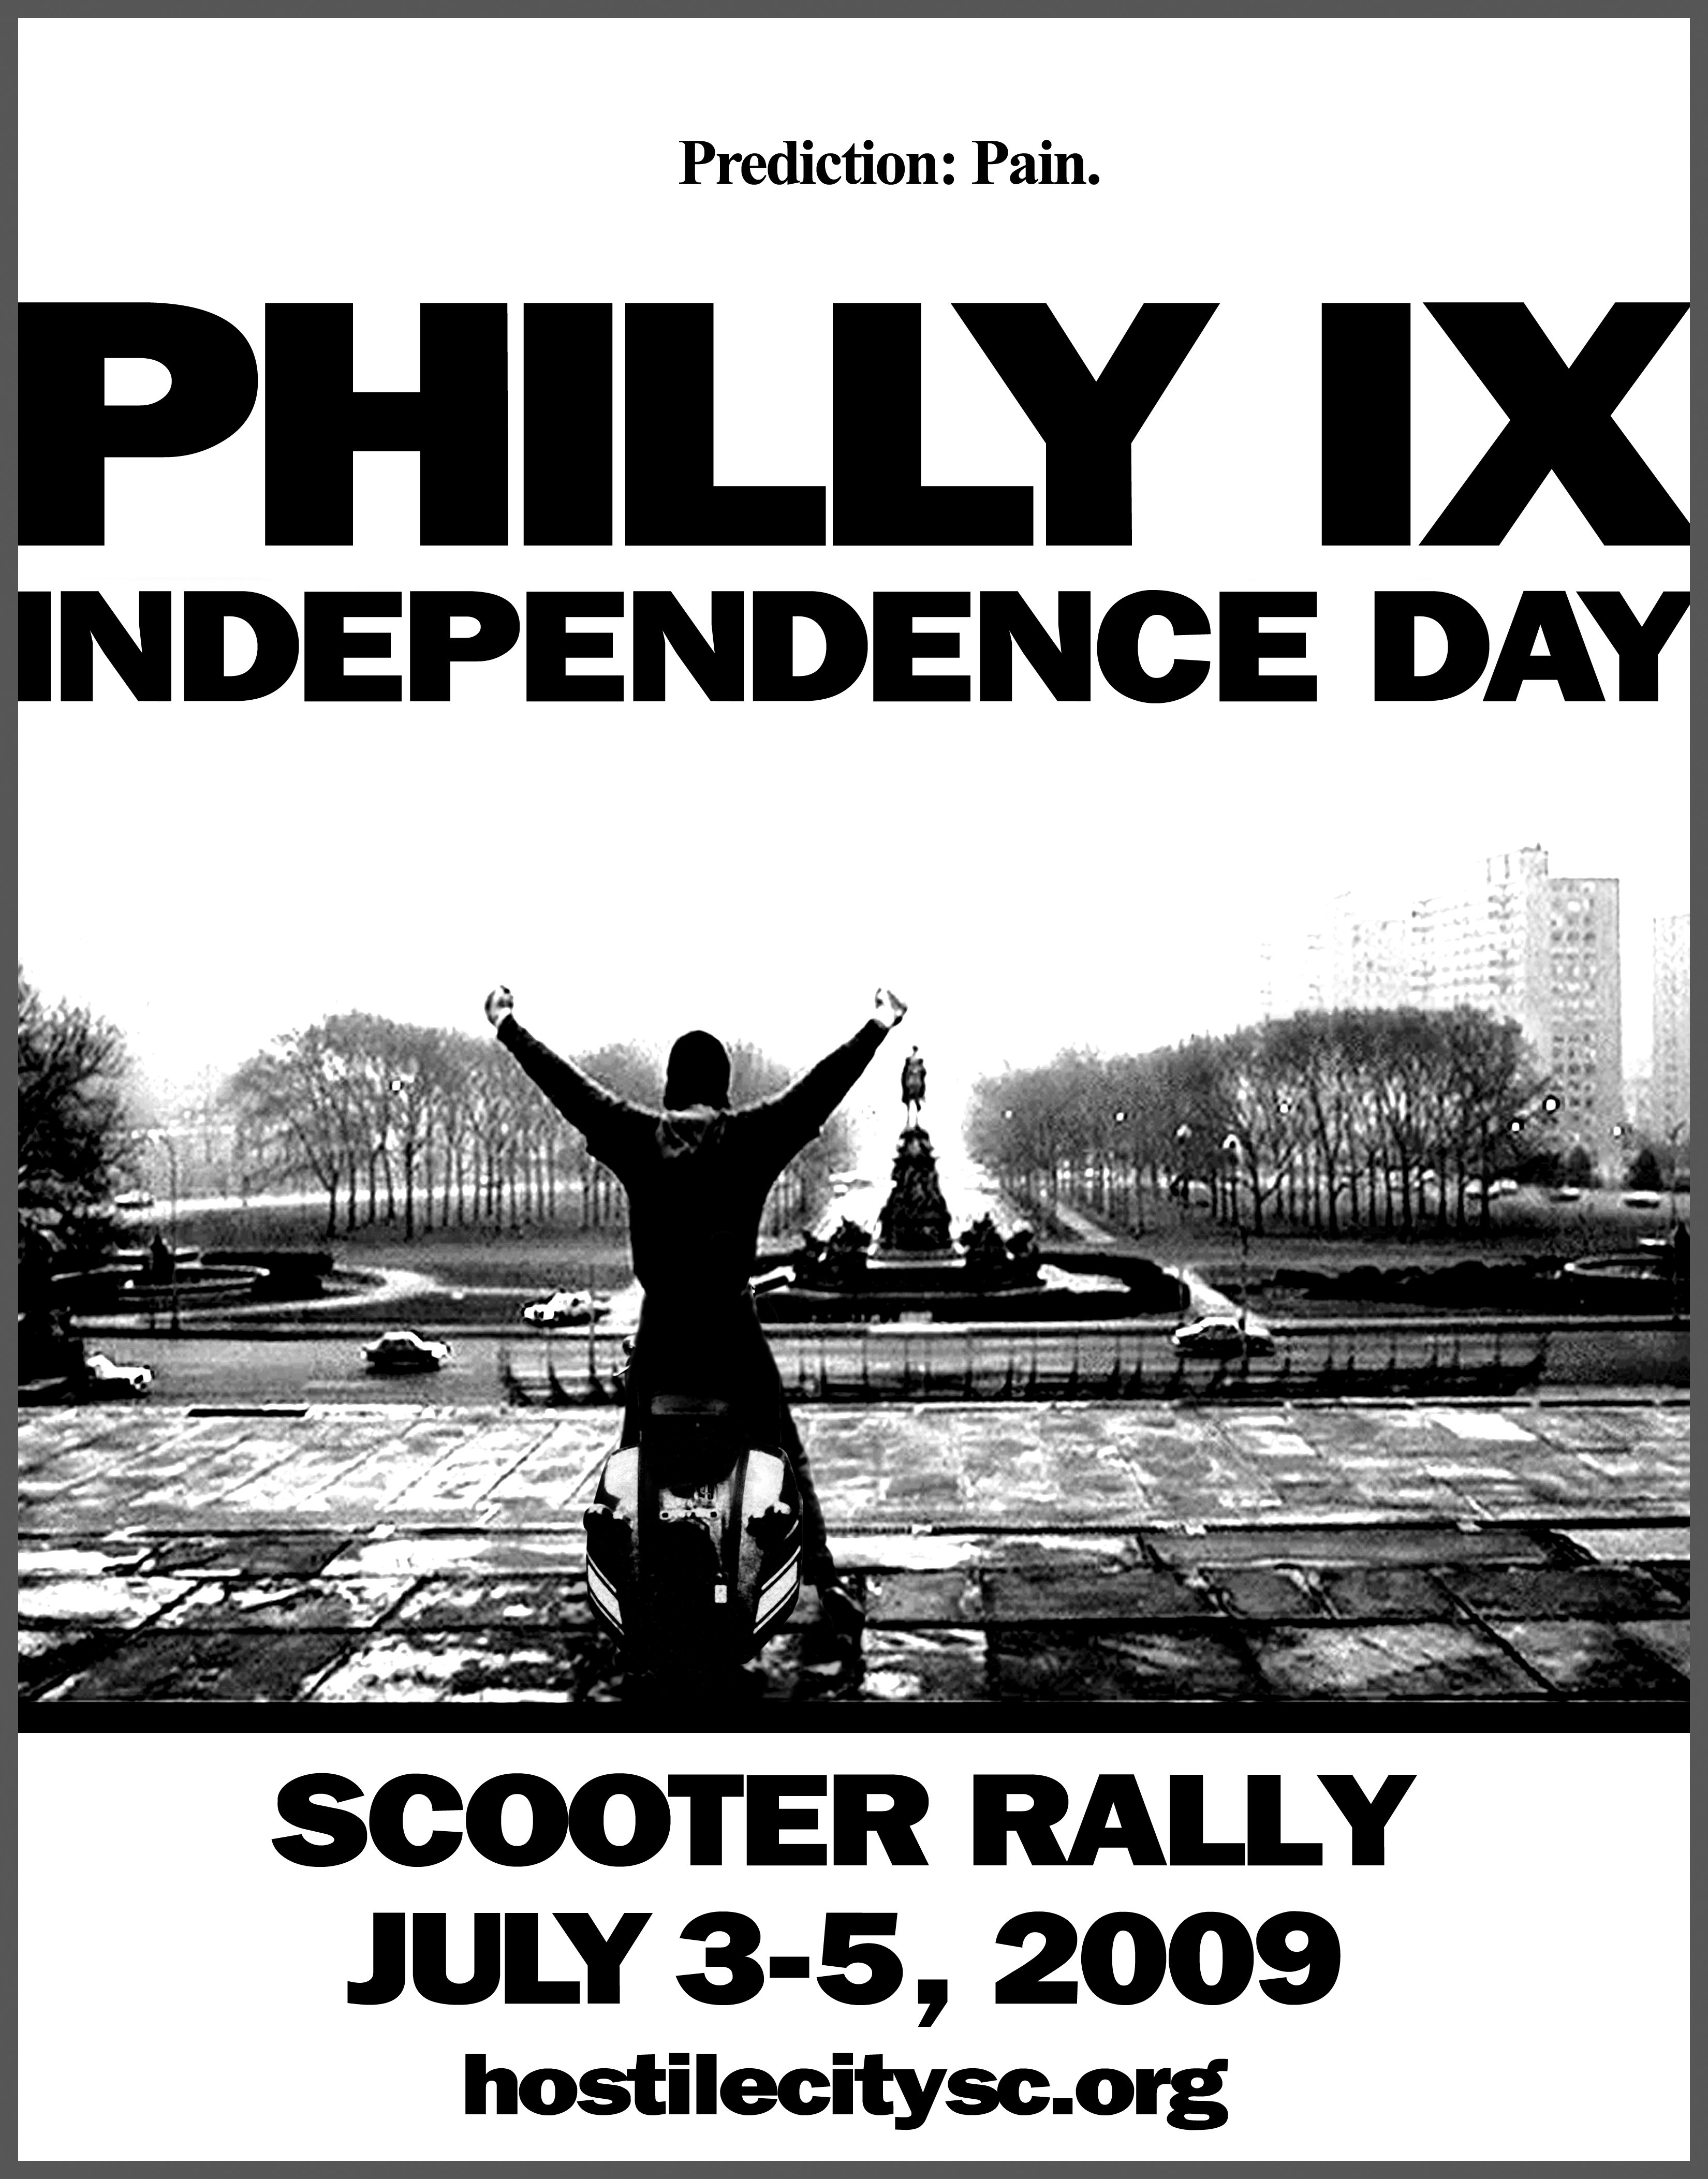 Prediction: Pain.
PHILLY IX
INDEPENDENCE DAY
SCOOTER RALLY
JULY 3-5, 2009
hostilecitysc.org